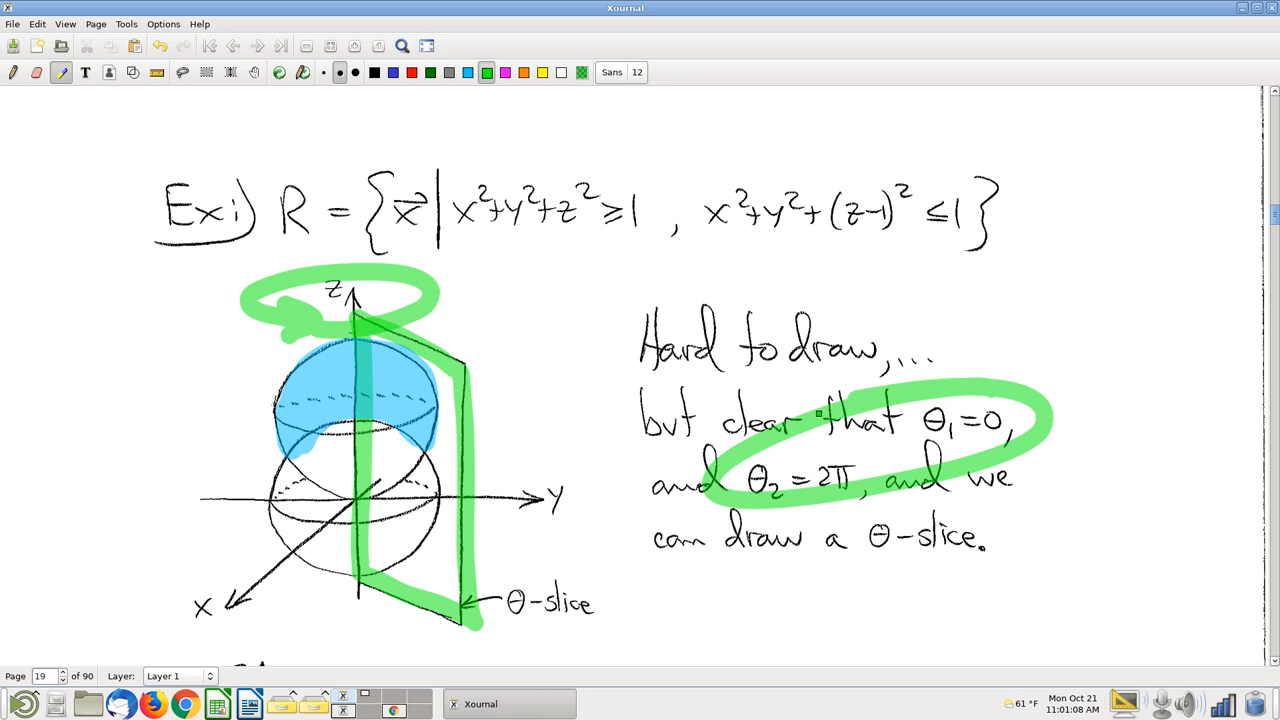 Xournal
File Edit View Page Tools Options Help
Sans 12
Ex:) R = {x⃗ | x²+y²+z² ≥ 1 , x²+y²+(z-1)² ≤ 1}
z
Hard to draw,...
but clear that θ₁=0,
and θ₂=2π, and we
can draw a θ-slice.
y
x
θ-slice
Page 19 of 90 Layer: Layer 1
Xournal
61 °F
Mon Oct 21
11:01:08 AM